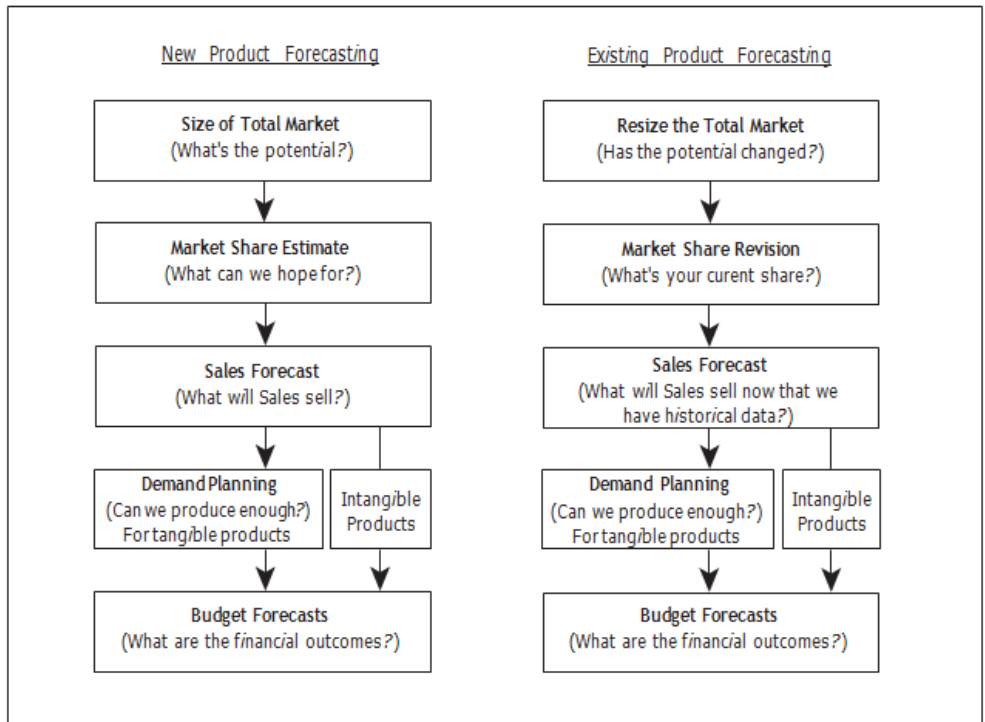 New Product Forecasting
Size of Total Market
(What's the potential?)
Market Share Estimate
(What can we hope for?)
Sales Forecast
(What will Sales sell?)
Demand Planning
(Can we produce enough?)
For tangible products
Intangible
Products
Budget Forecasts
(What are the financial outcomes?)
Existing Product Forecasting
Resize the Total Market
(Has the potential changed?)
Market Share Revision
(What's your curent share?)
Sales Forecast
(What will Sales sell now that we
have historical data?)
Demand Planning
(Can we produce enough?)
For tangible products
Intangible
Products
Budget Forecasts
(What are the financial outcomes?)